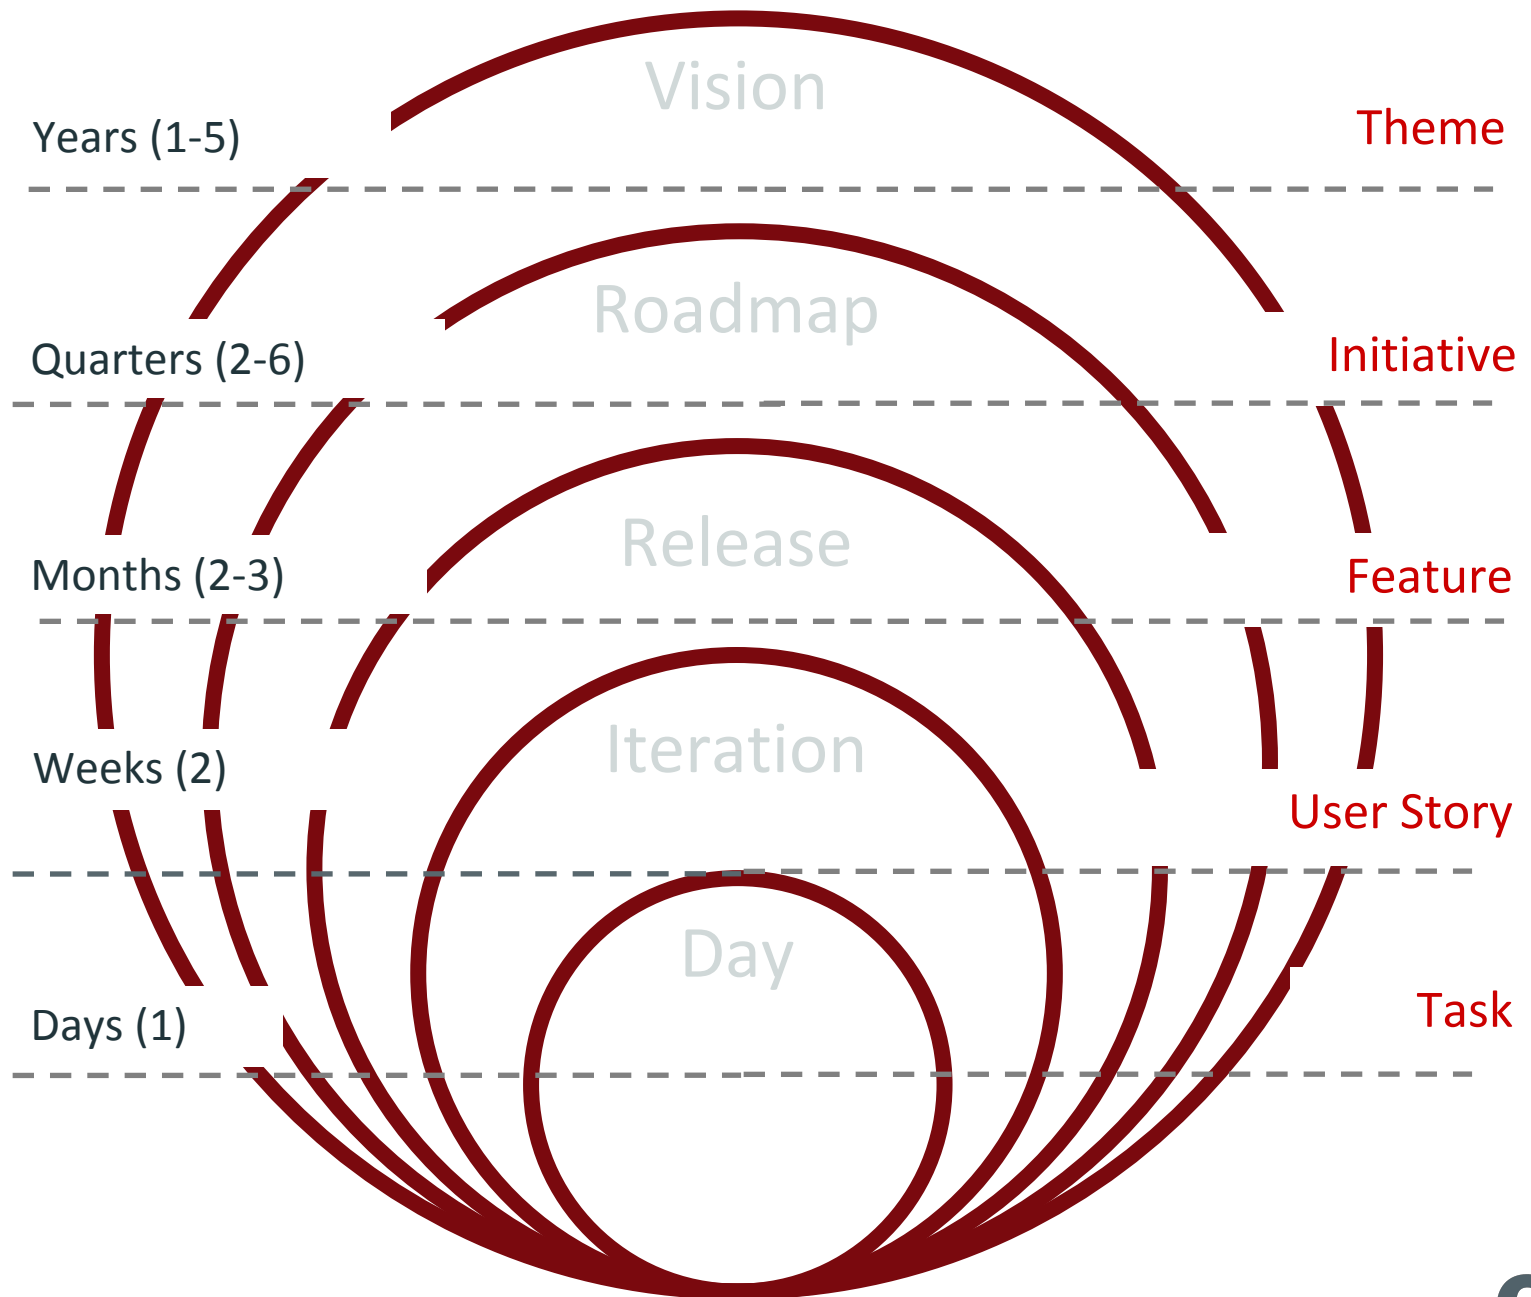 Vision
Years (1-5)
Theme
Roadmap
Quarters (2-6)
Initiative
Release
Months (2-3)
Feature
Iteration
Weeks (2)
User Story
Day
Days (1)
Task